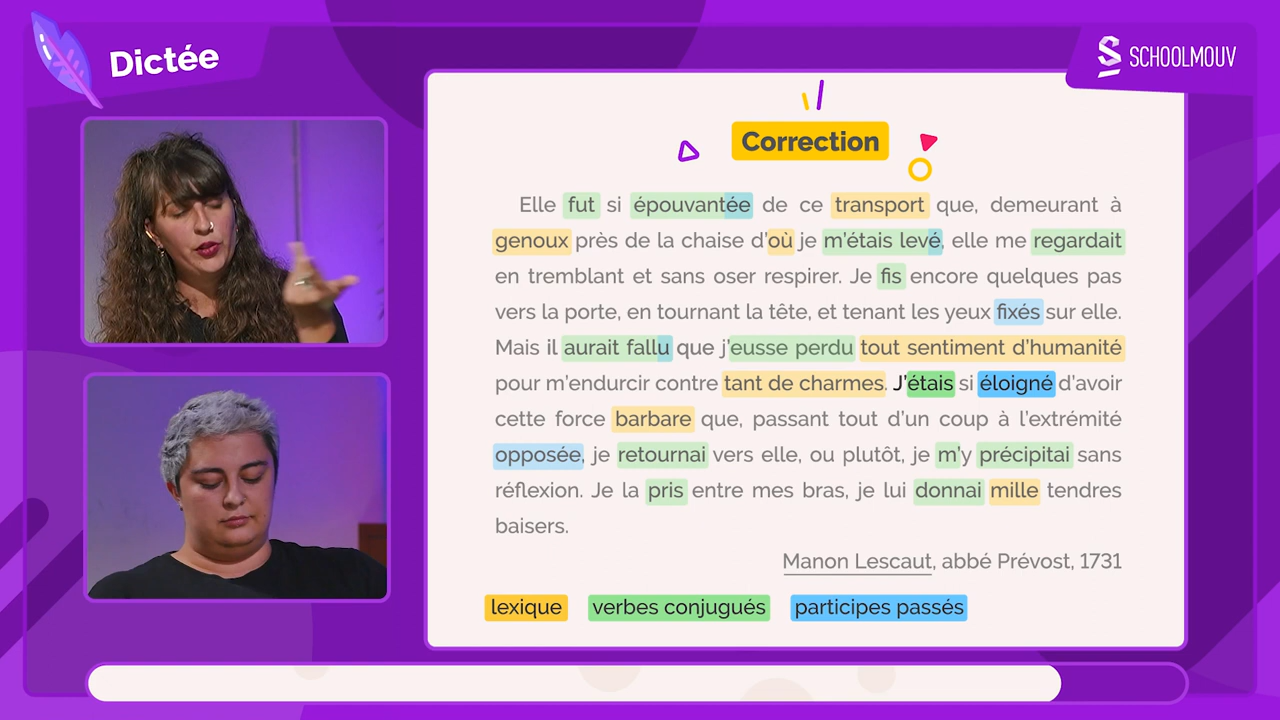 Dictée
SCHOOLMOUV
Correction
Elle fut si épouvantée de ce transport que, demeurant à
genoux près de la chaise d'où je m'étais levé, elle me regardait
en tremblant et sans oser respirer. Je fis encore quelques pas
vers la porte, en tournant la tête, et tenant les yeux fixés sur elle.
Mais il aurait fallu que j'eusse perdu tout sentiment d'humanité
pour m'endurcir contre tant de charmes. J'étais si éloigné d'avoir
cette force barbare que, passant tout d'un coup à l'extrémité
opposée, je retournai vers elle, ou plutôt, je m'y précipitai sans
réflexion. Je la pris entre mes bras, je lui donnai mille tendres
baisers.
Manon Lescaut, abbé Prévost, 1731
lexique verbes conjugués participes passés